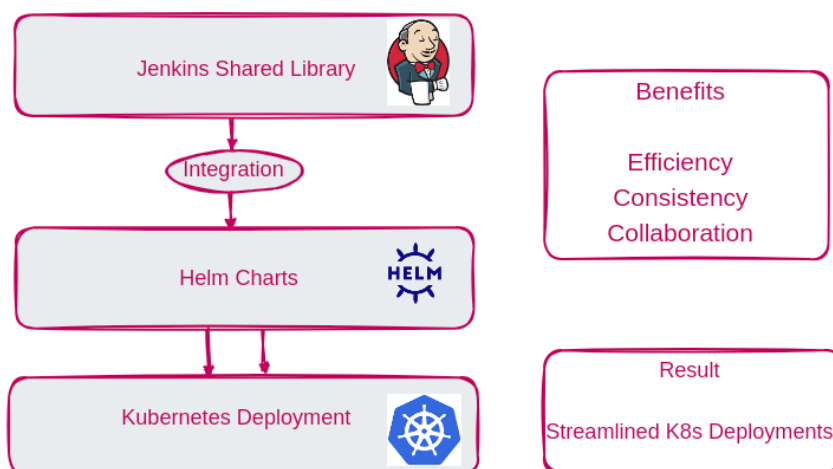 Jenkins Shared Library
Integration
Helm Charts
HELM
Kubernetes Deployment
Benefits
Efficiency
Consistency
Collaboration
Result
Streamlined K8s Deployments